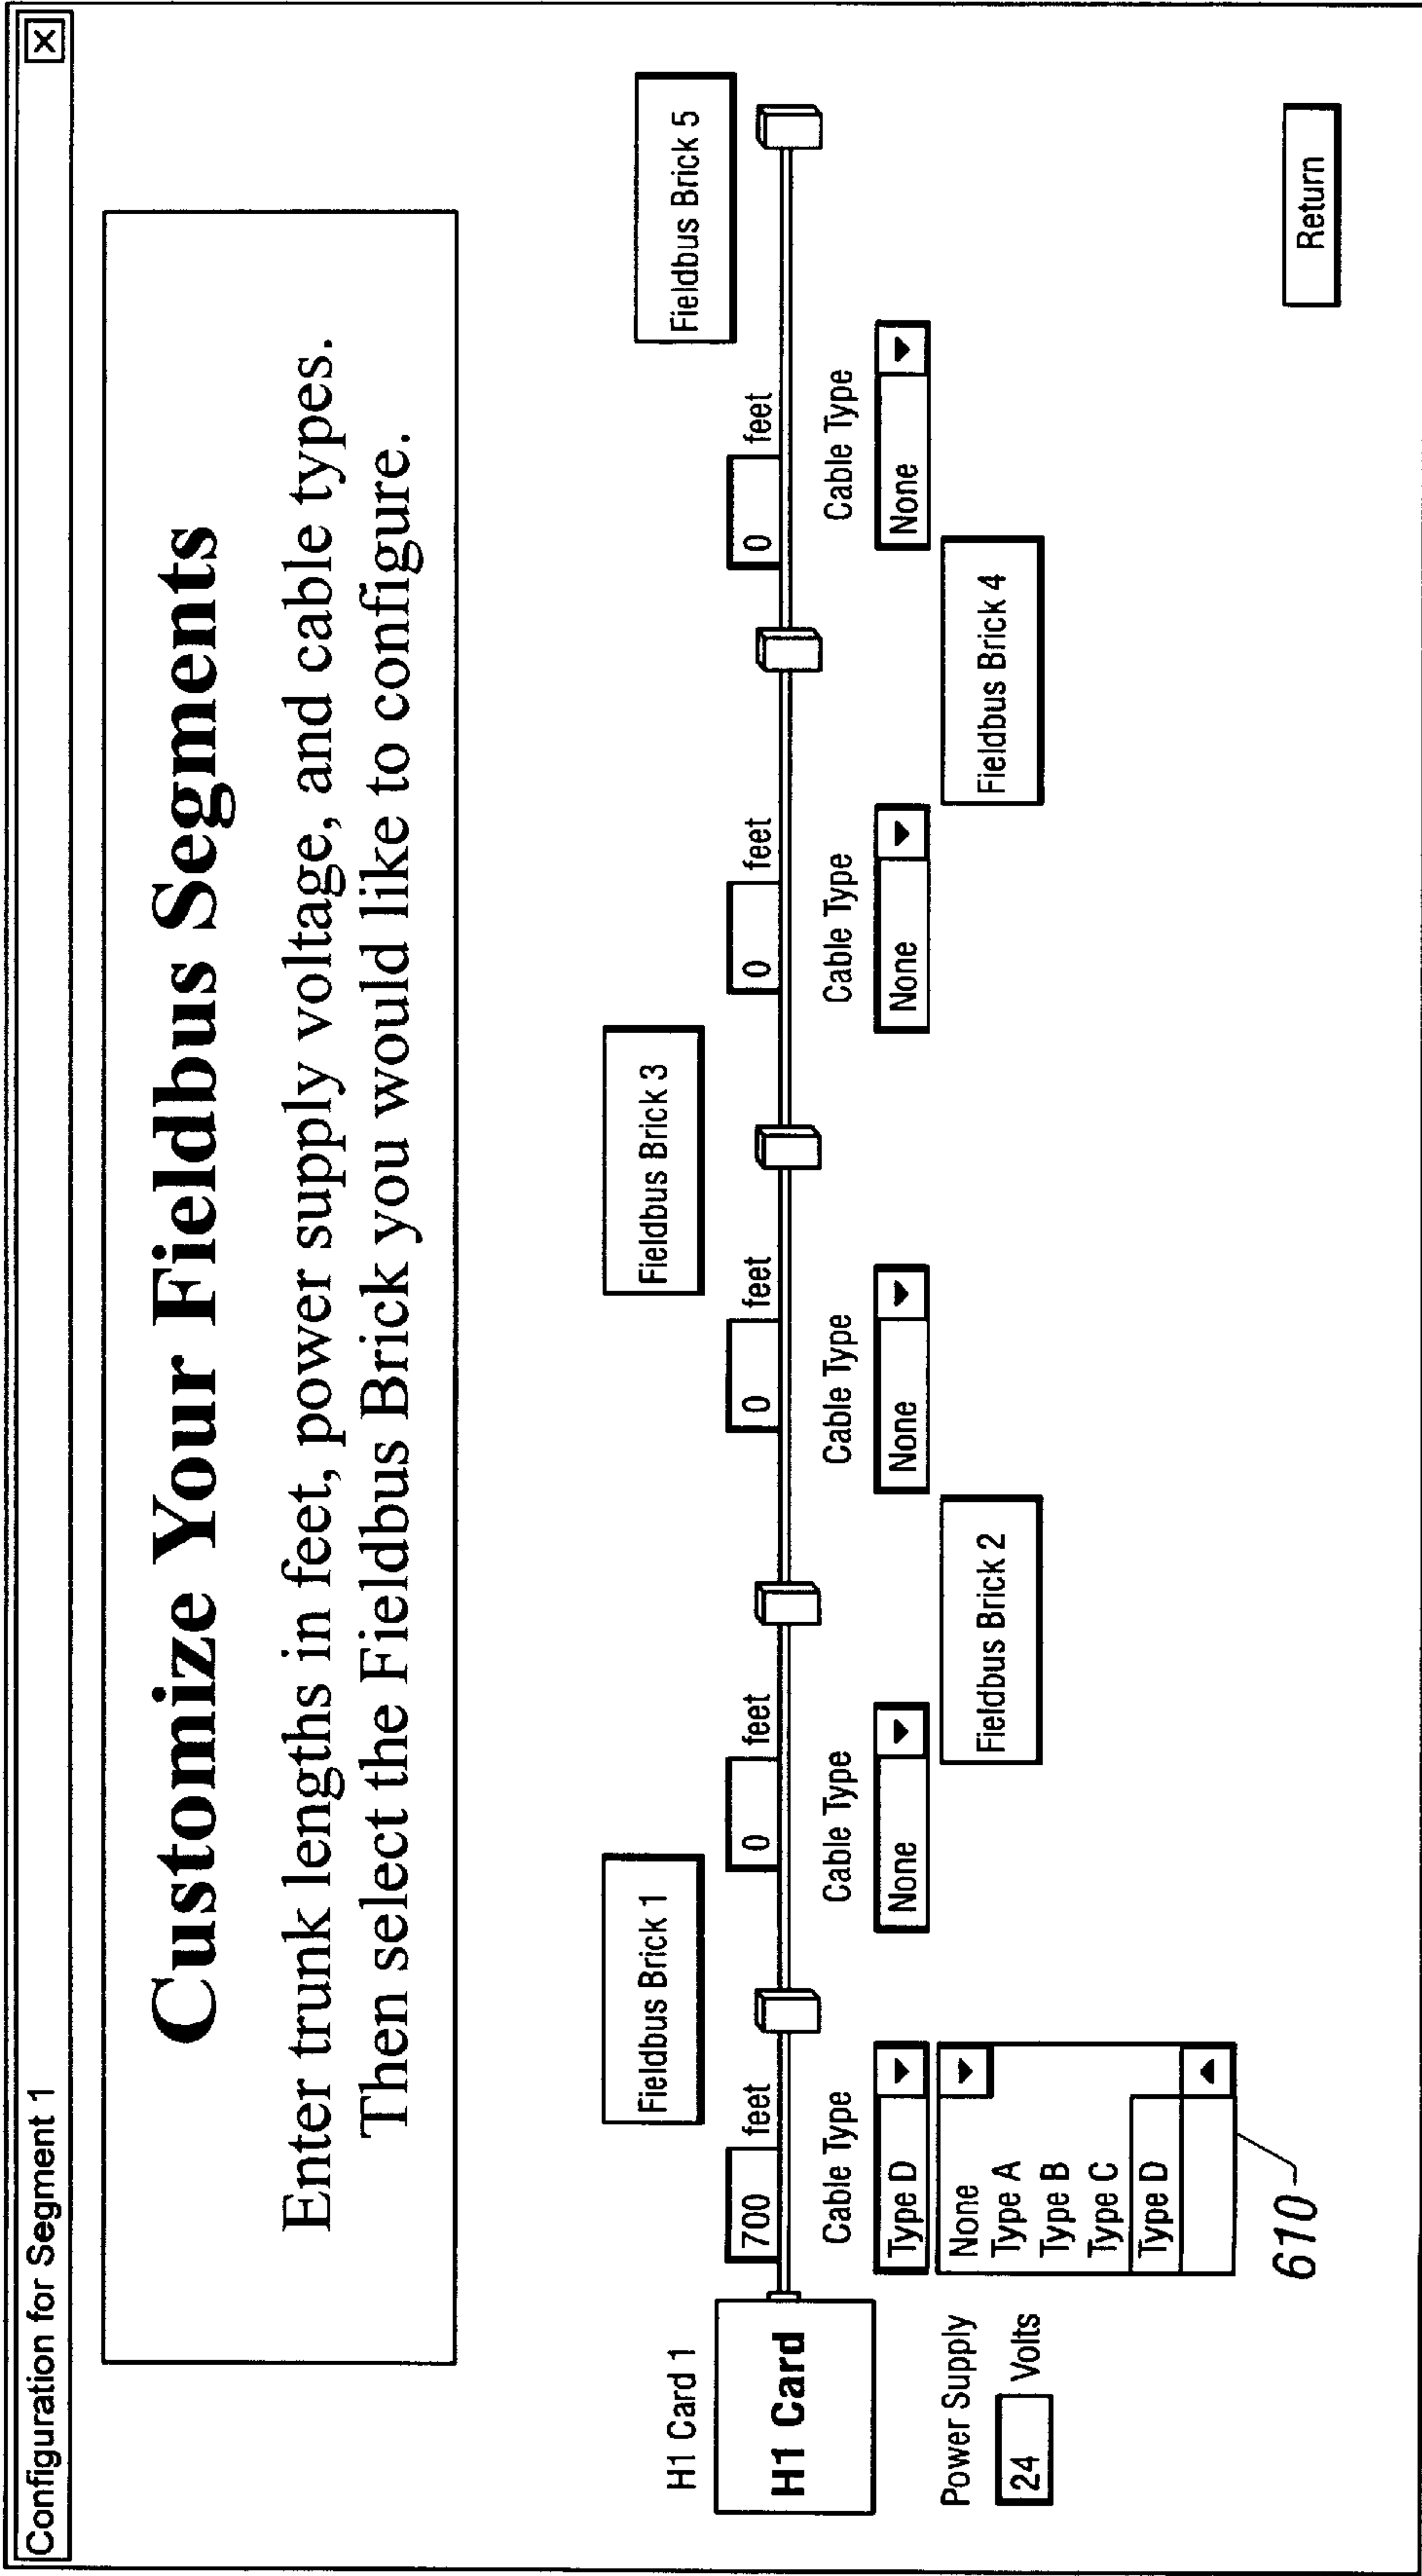 Configuration for Segment 1
X
Customize Your Fieldbus Segments
Enter trunk lengths in feet, power supply voltage, and cable types.
Then select the Fieldbus Brick you would like to configure.
Fieldbus Brick 1
Fieldbus Brick 3
Fieldbus Brick 5
H1 Card 1
H1 Card
700 feet
0 feet
0 feet
0 feet
0 feet
Cable Type
Cable Type
Cable Type
Cable Type
Cable Type
Type D
None
None
None
None
None
Type A
Type B
Type C
Type D
Fieldbus Brick 2
Fieldbus Brick 4
Power Supply
24 Volts
610
Return